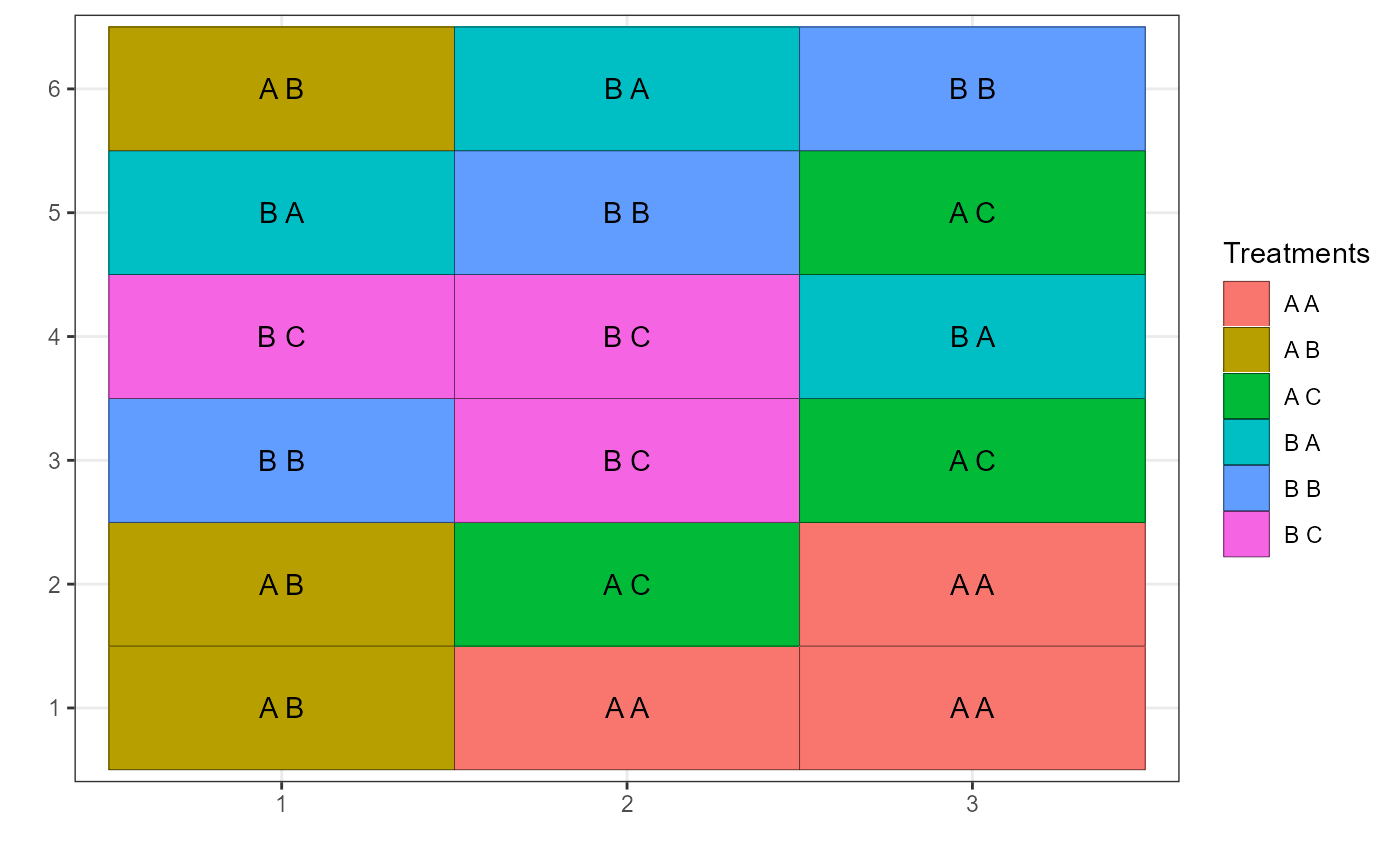 6 A B B A B B
5 B A B B A C
4 B C B C B A
3 B B B C A C
2 A B A C A A
1 A B A A A A
1 2 3
Treatments
A A
A B
A C
B A
B B
B C